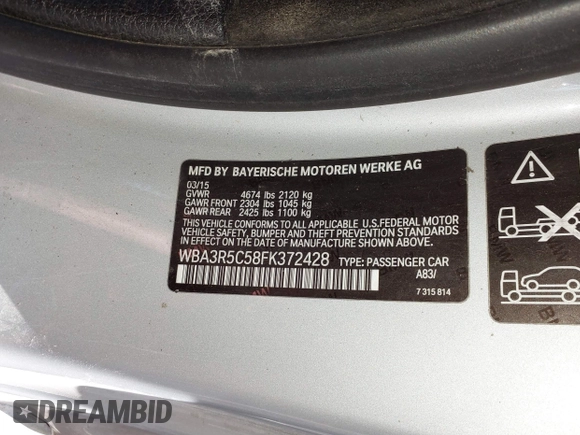 MFD BY BAYERISCHE MOTOREN WERKE AG
03/15
GVWR 4674 lbs 2120 kg
GAWR FRONT 2304 lbs 1045 kg
GAWR REAR 2425 lbs 1100 kg
THIS VEHICLE CONFORMS TO ALL APPLICABLE U.S.FEDERAL MOTOR
VEHICLE SAFETY, BUMPER AND THEFT PREVENTION STANDARDS
IN EFFECT ON THE DATE OF MANUFACTURE SHOWN ABOVE.
WBA3R5C58FK372428 TYPE: PASSENGER CAR
A83/
7 315 814
DREAMBID